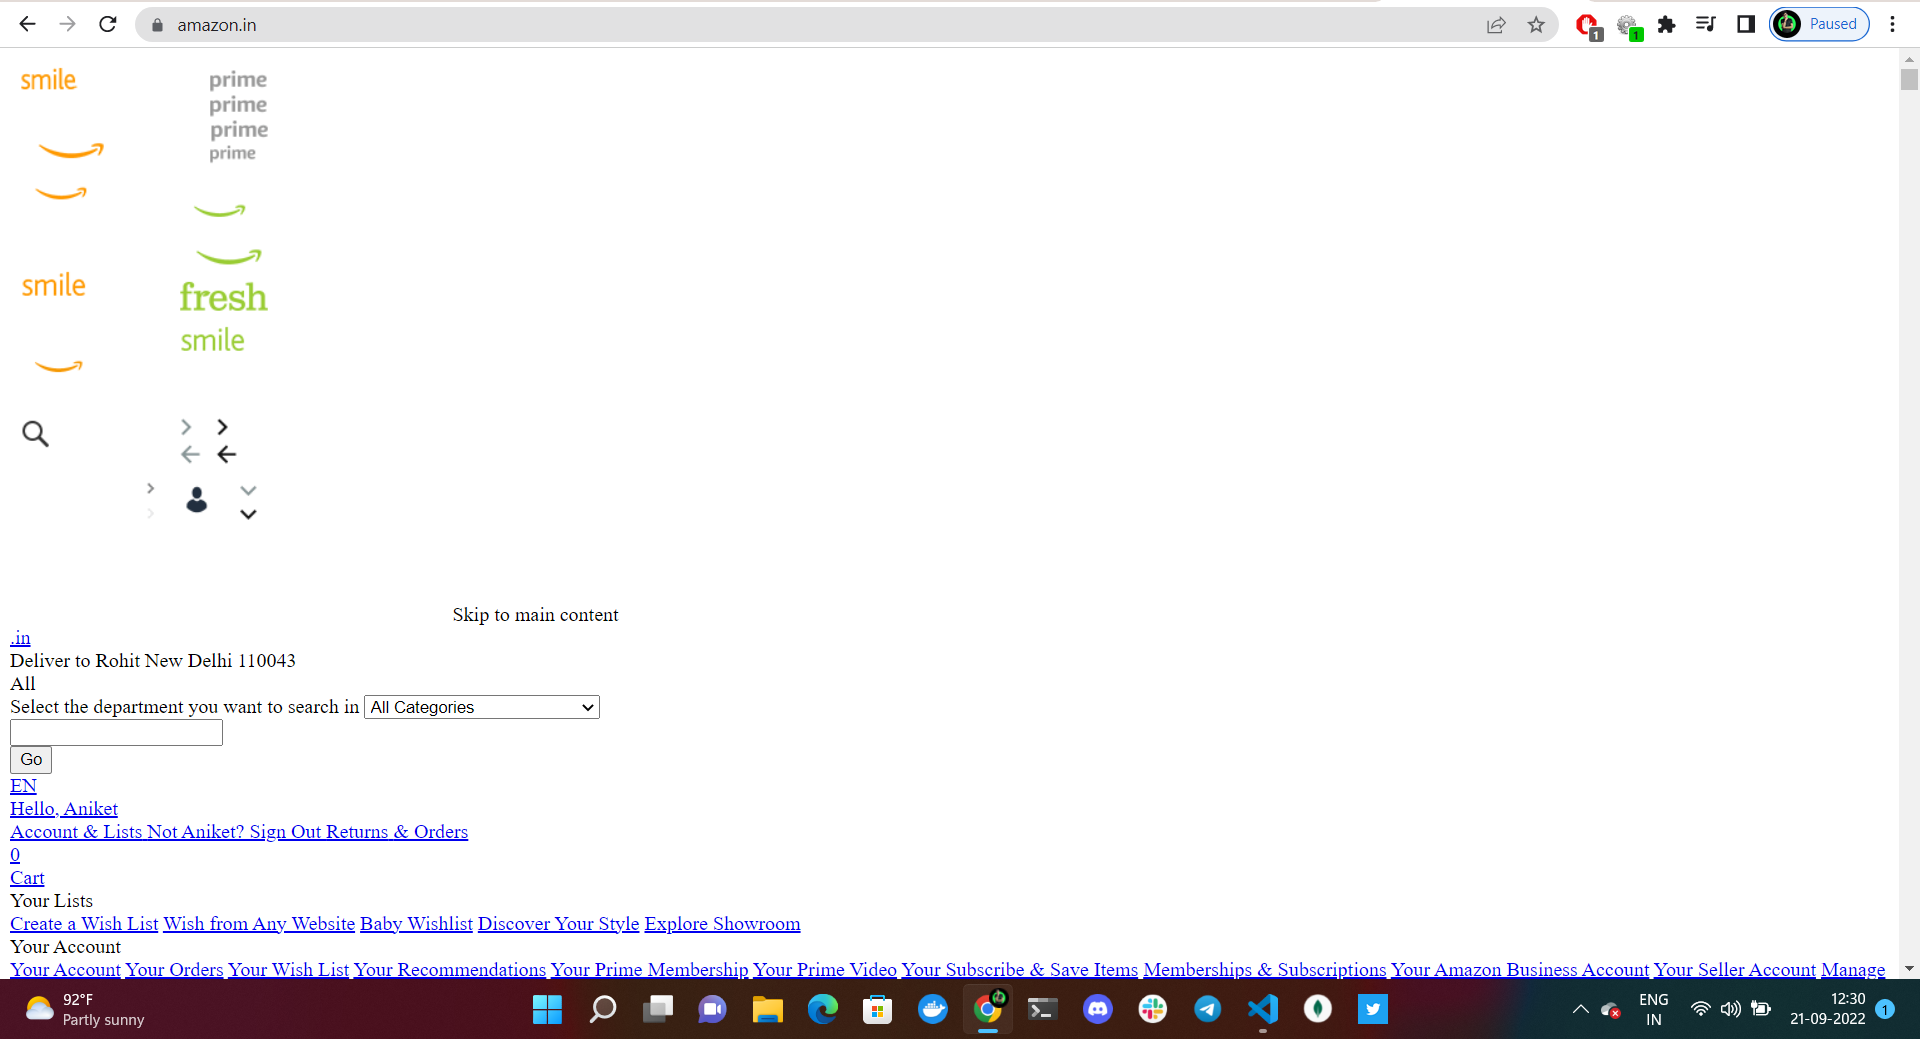 amazon.in
1
1
Paused
smile
prime
prime
prime
prime
smile
fresh
smile
Skip to main content
.in
Deliver to Rohit New Delhi 110043
All
Select the department you want to search in All Categories
Go
EN
Hello, Aniket
Account & Lists Not Aniket? Sign Out Returns & Orders
0
Cart
Your Lists
Create a Wish List Wish from Any Website Baby Wishlist Discover Your Style Explore Showroom
Your Account
Your Account Your Orders Your Wish List Your Recommendations Your Prime Membership Your Prime Video Your Subscribe & Save Items Memberships & Subscriptions Your Amazon Business Account Your Seller Account Manage
92°F
Partly sunny
ENG
IN
12:30
21-09-2022
1